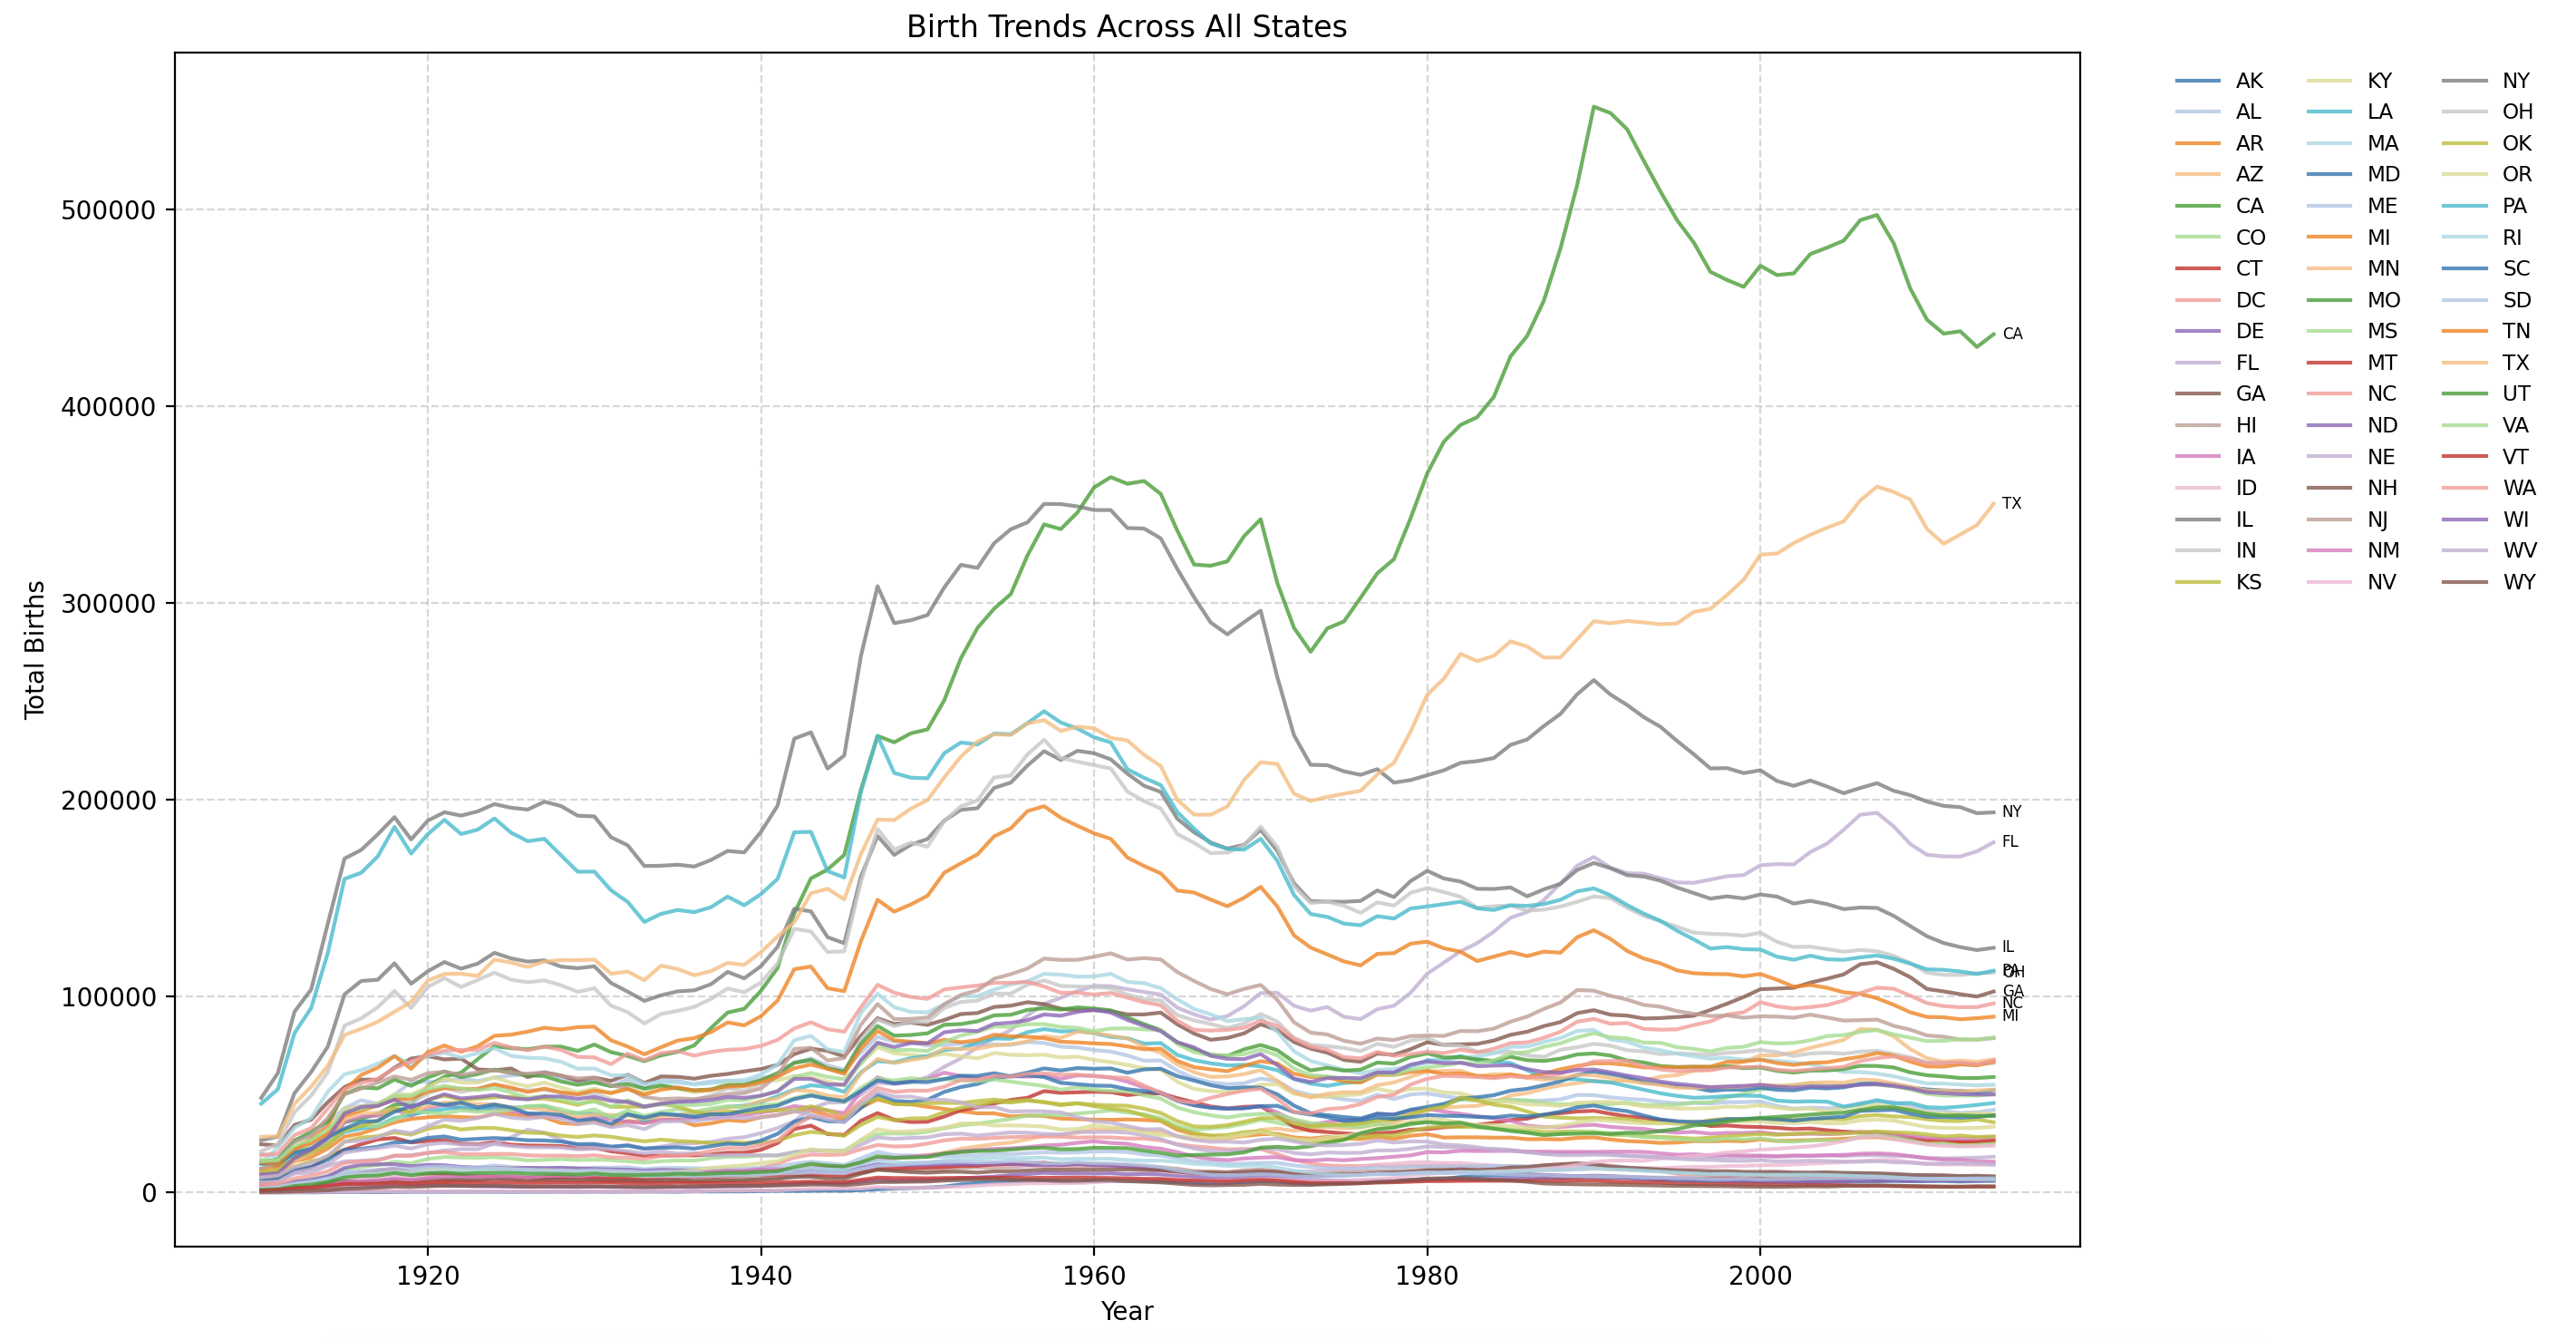 Birth Trends Across All States
Total Births
500000
400000
300000
200000
100000
0
1920 1940 1960 1980 2000
Year
CA
TX
NY
FL
IL
PA
OH
GA
NC
MI
AK KY NY
AL LA OH
AR MA OK
AZ MD OR
CA ME PA
CO MI RI
CT MN SC
DC MO SD
DE MS TN
FL MT TX
GA NC UT
HI ND VA
IA NE VT
ID NH WA
IL NJ WI
IN NM WV
KS NV WY